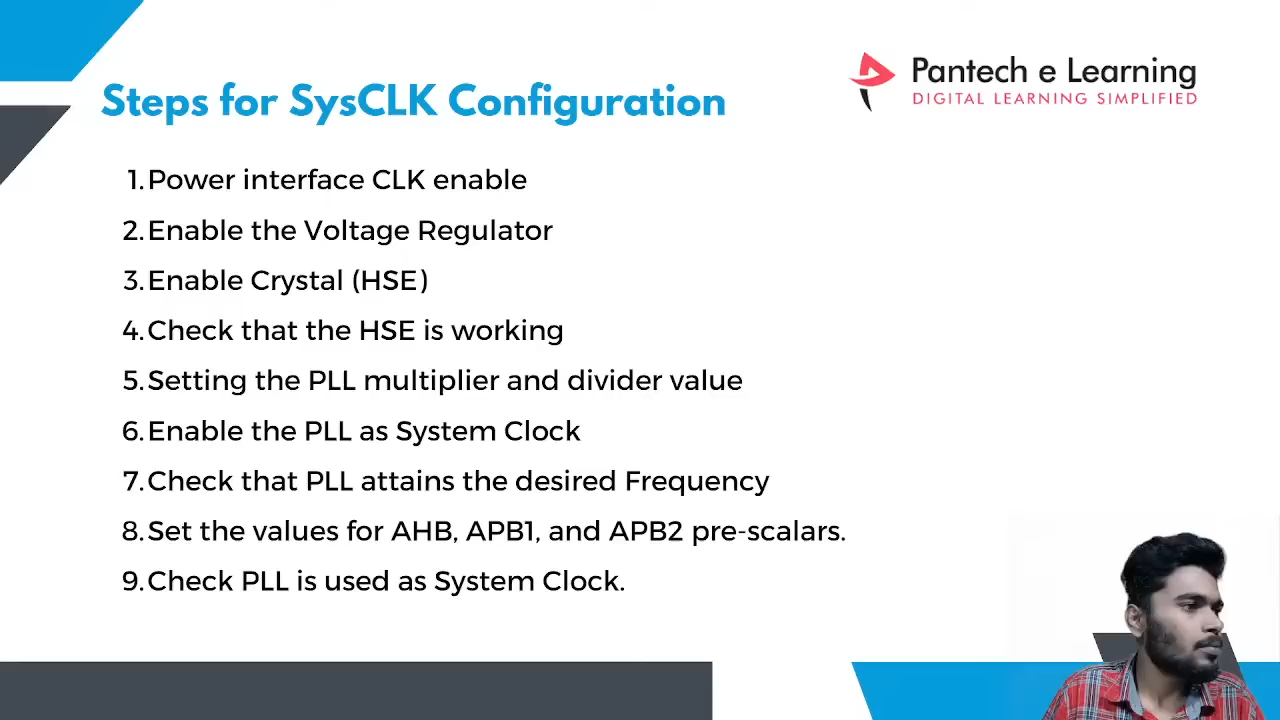 Pantech e Learning
DIGITAL LEARNING SIMPLIFIED
Steps for SysCLK Configuration
1. Power interface CLK enable
2. Enable the Voltage Regulator
3. Enable Crystal (HSE)
4. Check that the HSE is working
5. Setting the PLL multiplier and divider value
6. Enable the PLL as System Clock
7. Check that PLL attains the desired Frequency
8. Set the values for AHB, APB1, and APB2 pre-scalars.
9. Check PLL is used as System Clock.